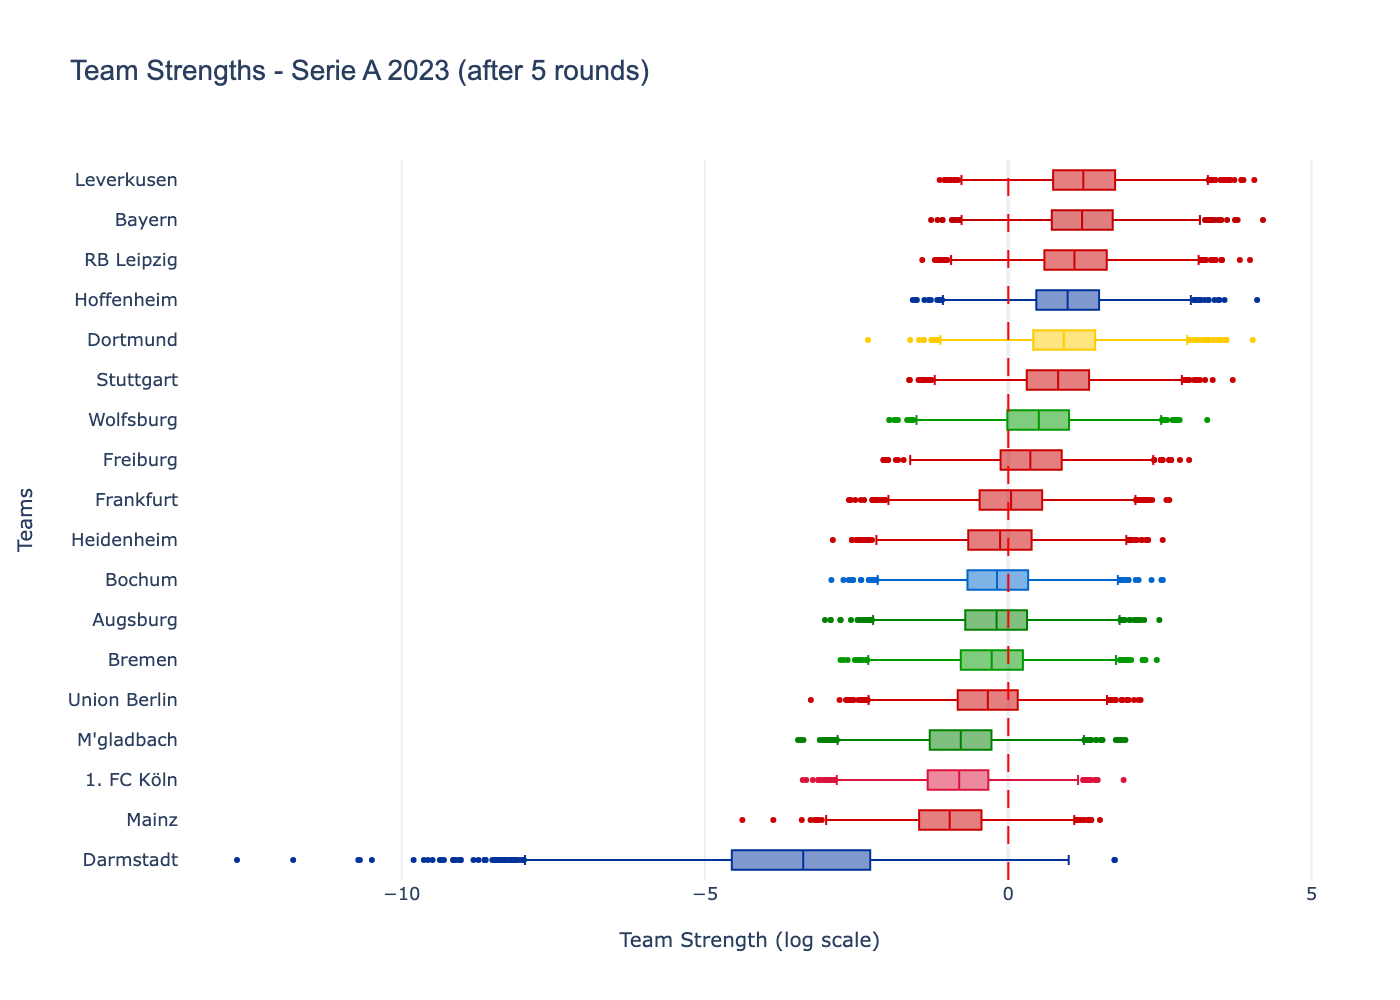 Team Strengths - Serie A 2023 (after 5 rounds)
Teams
Leverkusen
Bayern
RB Leipzig
Hoffenheim
Dortmund
Stuttgart
Wolfsburg
Freiburg
Frankfurt
Heidenheim
Bochum
Augsburg
Bremen
Union Berlin
M'gladbach
1. FC Köln
Mainz
Darmstadt
−10 −5 0 5
Team Strength (log scale)